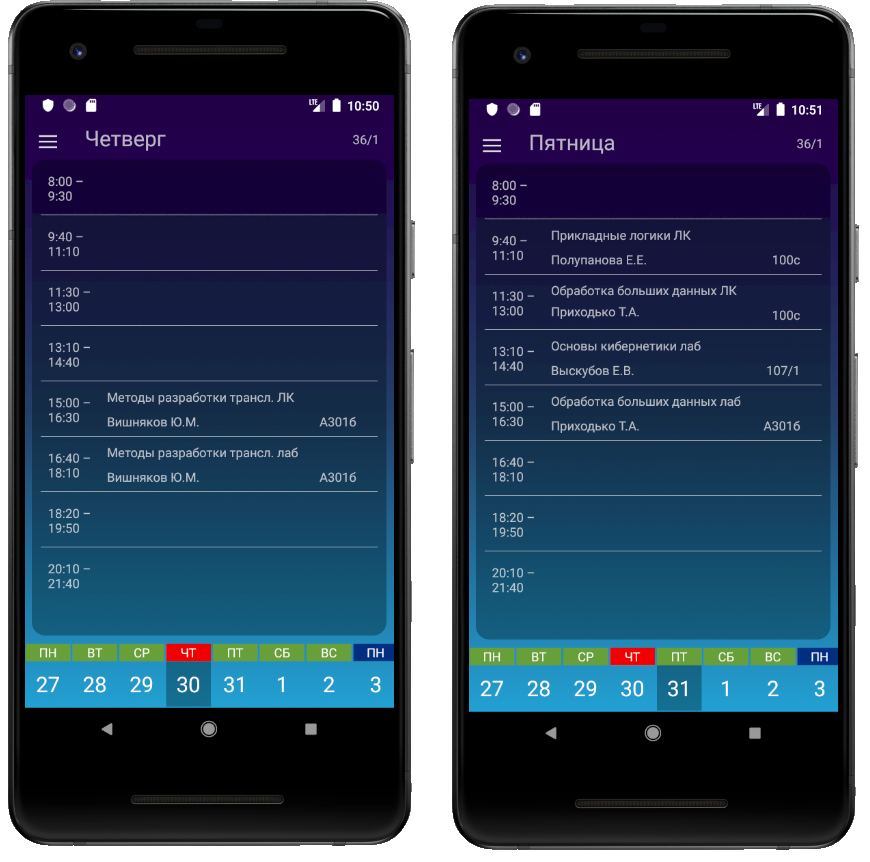 LTE 10:50
Четверг 36/1
8:00 –
9:30
9:40 –
11:10
11:30 –
13:00
13:10 –
14:40
15:00 –
16:30
Методы разработки трансл. ЛК
Вишняков Ю.М. А301б
16:40 –
18:10
Методы разработки трансл. лаб
Вишняков Ю.М. А301б
18:20 –
19:50
20:10 –
21:40
ПН ВТ СР ЧТ ПТ СБ ВС ПН
27 28 29 30 31 1 2 3
LTE 10:51
Пятница 36/1
8:00 –
9:30
9:40 –
11:10
Прикладные логики ЛК
Полупанова Е.Е. 100с
11:30 –
13:00
Обработка больших данных ЛК
Приходько Т.А. 100с
13:10 –
14:40
Основы кибернетики лаб
Выскубов Е.В. 107/1
15:00 –
16:30
Обработка больших данных лаб
Приходько Т.А. А301б
16:40 –
18:10
18:20 –
19:50
20:10 –
21:40
ПН ВТ СР ЧТ ПТ СБ ВС ПН
27 28 29 30 31 1 2 3